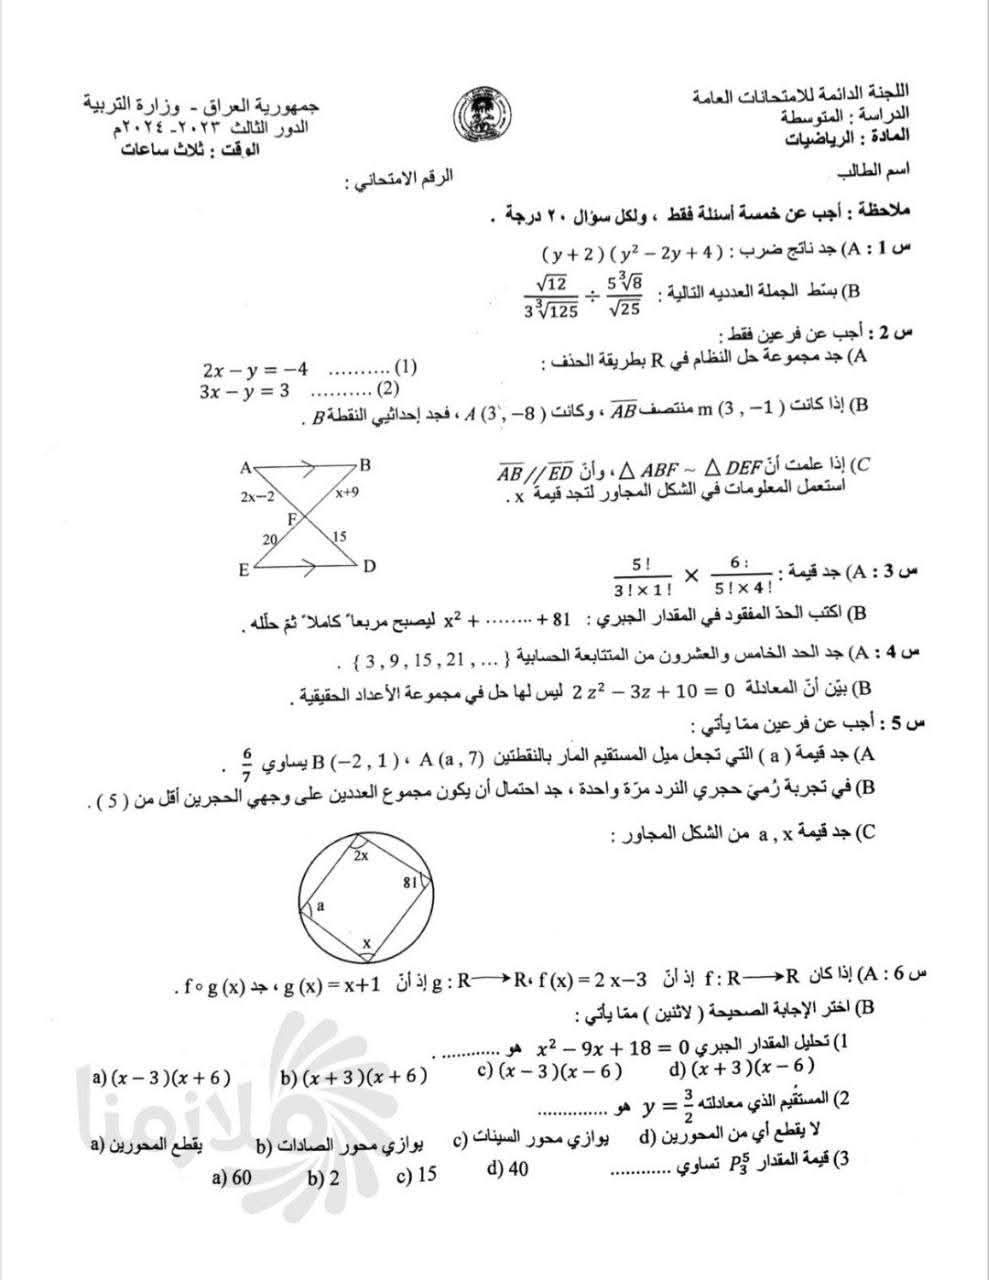 اللجنة الدائمة للامتحانات العامة
الدراسة : المتوسطة
المادة : الرياضيات
اسم الطالب
جمهورية العراق - وزارة التربية
الدور الثالث ٢٠٢٣-٢٠٢٤م
الوقت : ثلاث ساعات
الرقم الامتحاني :
ملاحظة : أجب عن خمسة أسئلة فقط ، ولكل سؤال ٢٠ درجة .
س 1 : A) جد ناتج ضرب : (y + 2)(y² − 2y + 4)
B) بسّط الجملة العدديه التالية : √12 / 3∛125 ÷ 5∛8 / √25
س 2 : أجب عن فرعين فقط :
A) جد مجموعة حل النظام في R بطريقة الحذف :
2x − y = −4 .......... (1)
3x − y = 3 .......... (2)
B) إذا كانت m (3 , −1) منتصف AB ، وكانت A (3 , −8) ، فجد إحداثيي النقطة B .
C) إذا علمت أنّ △ ABF ~ △ DEF ، وأنّ AB // ED
استعمل المعلومات في الشكل المجاور لتجد قيمة x .
A B
2x−2 x+9
F
20 15
E D
س 3 : A) جد قيمة : 5! / 3! × 1! × 6: / 5! × 4!
B) اكتب الحدّ المفقود في المقدار الجبري : x² + ........ + 81 ليصبح مربعاً كاملاً ثمّ حلّله .
س 4 : A) جد الحد الخامس والعشرون من المتتابعة الحسابية { 3 , 9 , 15 , 21 , ... } .
B) بيّن أنّ المعادلة 2 z² − 3z + 10 = 0 ليس لها حل في مجموعة الأعداد الحقيقية .
س 5 : أجب عن فرعين ممّا يأتي :
A) جد قيمة ( a ) التي تجعل ميل المستقيم المار بالنقطتين A (a , 7) ، B (−2 , 1) يساوي 6/7 .
B) في تجربة رُميَ حجري النرد مرّة واحدة ، جد احتمال أن يكون مجموع العددين على وجهي الحجرين أقل من ( 5 ) .
C) جد قيمة a , x من الشكل المجاور :
2x
81
a
x
س 6 : A) إذا كان f : R⟶R إذ أنّ f (x) = 2 x−3 ، g : R⟶R إذ أنّ g (x) = x+1 ، جد f∘g (x) .
B) اختر الإجابة الصحيحة ( لاثنين ) ممّا يأتي :
1) تحليل المقدار الجبري x² − 9x + 18 = 0 هو ............ .
a) (x − 3)(x + 6) b) (x + 3)(x + 6) c) (x − 3)(x − 6) d) (x + 3)(x − 6)
2) المستقيم الذي معادلته y = 3/2 هو ..............
a) يقطع المحورين b) يوازي محور الصادات c) يوازي محور السينات d) لا يقطع أي من المحورين
3) قيمة المقدار P₃⁵ تساوي ............
a) 60 b) 2 c) 15 d) 40
ملازمنا